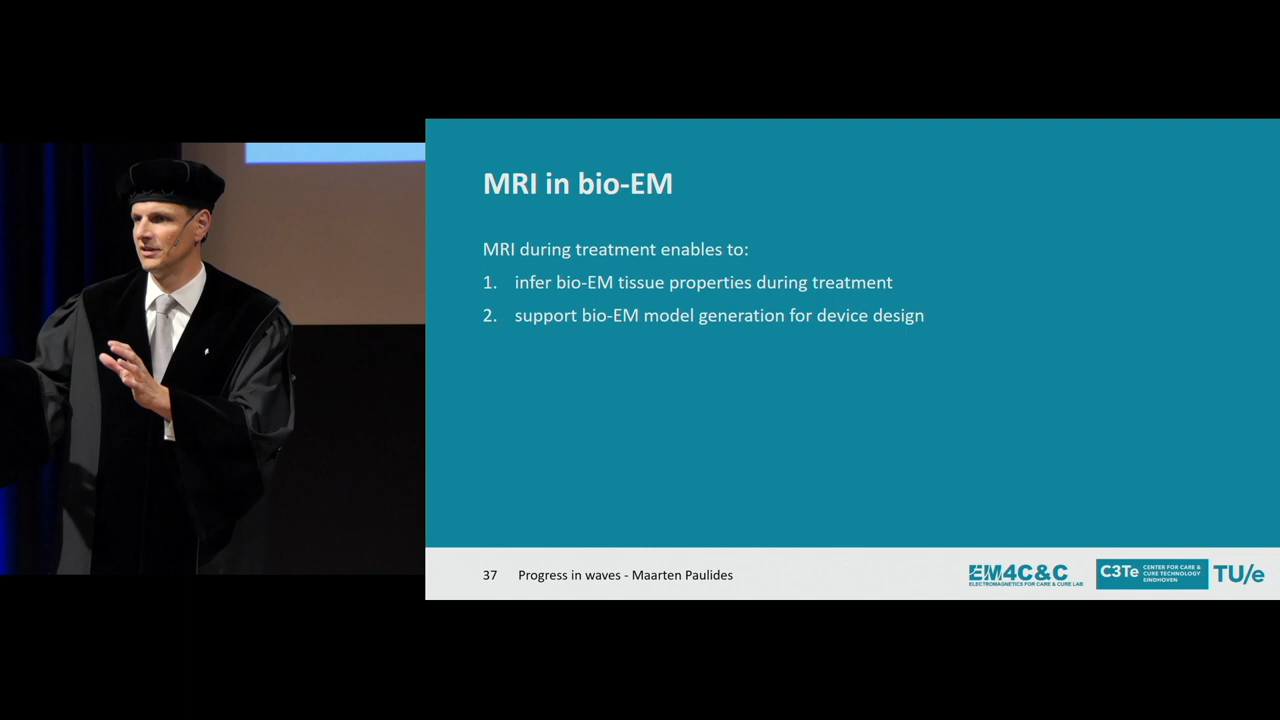 MRI in bio-EM
MRI during treatment enables to:
1. infer bio-EM tissue properties during treatment
2. support bio-EM model generation for device design
37 Progress in waves - Maarten Paulides
EM4C&C
ELECTROMAGNETICS FOR CARE & CURE LAB
C3Te
CENTER FOR CARE &
CURE TECHNOLOGY
EINDHOVEN
TU/e